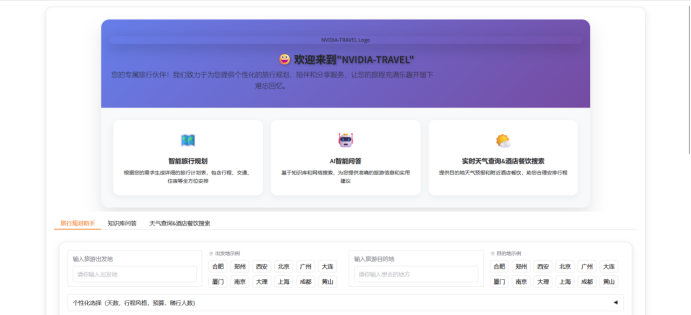 NVIDIA-TRAVEL Logo
😜 欢迎来到"NVIDIA-TRAVEL"
您的专属旅行伙伴！我们致力于为您提供个性化的旅行规划、陪伴和分享服务，让您的旅程充满乐趣并留下
难忘回忆。
智能旅行规划
根据您的需求生成详细的旅行计划表，包含行程、交通、
住宿等全方位安排
AI智能问答
基于知识库和网络搜索，为您提供准确的旅游信息和实用
建议
实时天气查询&酒店餐饮搜索
提供目的地天气预报和附近酒店餐饮，助您合理安排行程
旅行规划助手 知识库问答 天气查询&酒店餐饮搜索
输入旅游出发地
请你输入出发地
出发地示例
合肥 郑州 西安 北京 广州 大连
厦门 南京 大理 上海 成都 黄山
输入旅游目的地
请你输入想去的地方
目的地示例
合肥 郑州 西安 北京 广州 大连
厦门 南京 大理 上海 成都 黄山
个性化选择（天数、行程风格、预算、随行人数）